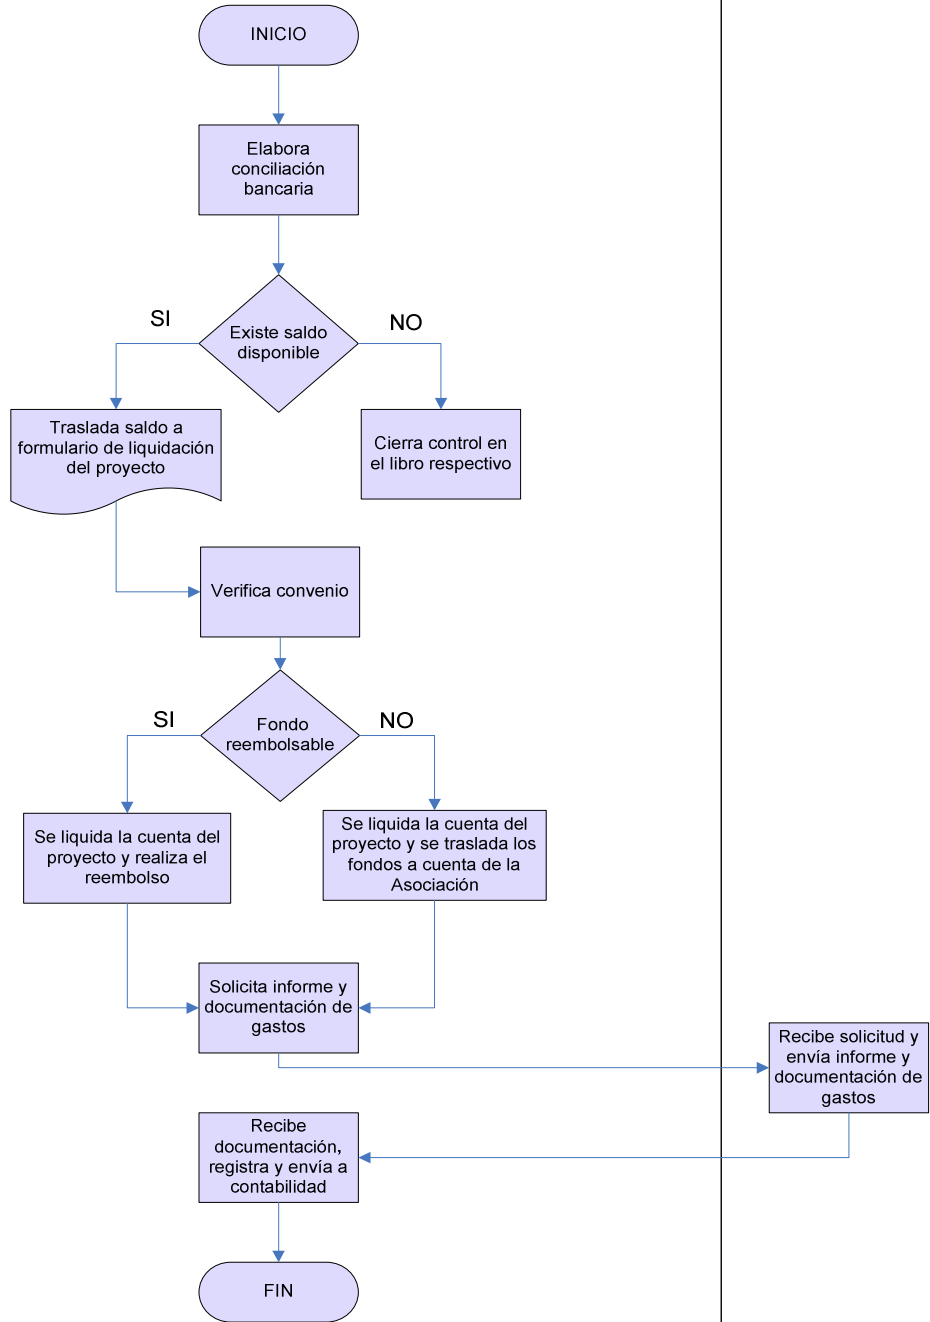 INICIO
Elabora
conciliación
bancaria
SI
NO
Existe saldo
disponible
Traslada saldo a
formulario de liquidación
del proyecto
Cierra control en
el libro respectivo
Verifica convenio
SI
NO
Fondo
reembolsable
Se liquida la cuenta del
proyecto y realiza el
reembolso
Se liquida la cuenta del
proyecto y se traslada los
fondos a cuenta de la
Asociación
Solicita informe y
documentación de
gastos
Recibe solicitud y
envía informe y
documentación de
gastos
Recibe
documentación,
registra y envía a
contabilidad
FIN